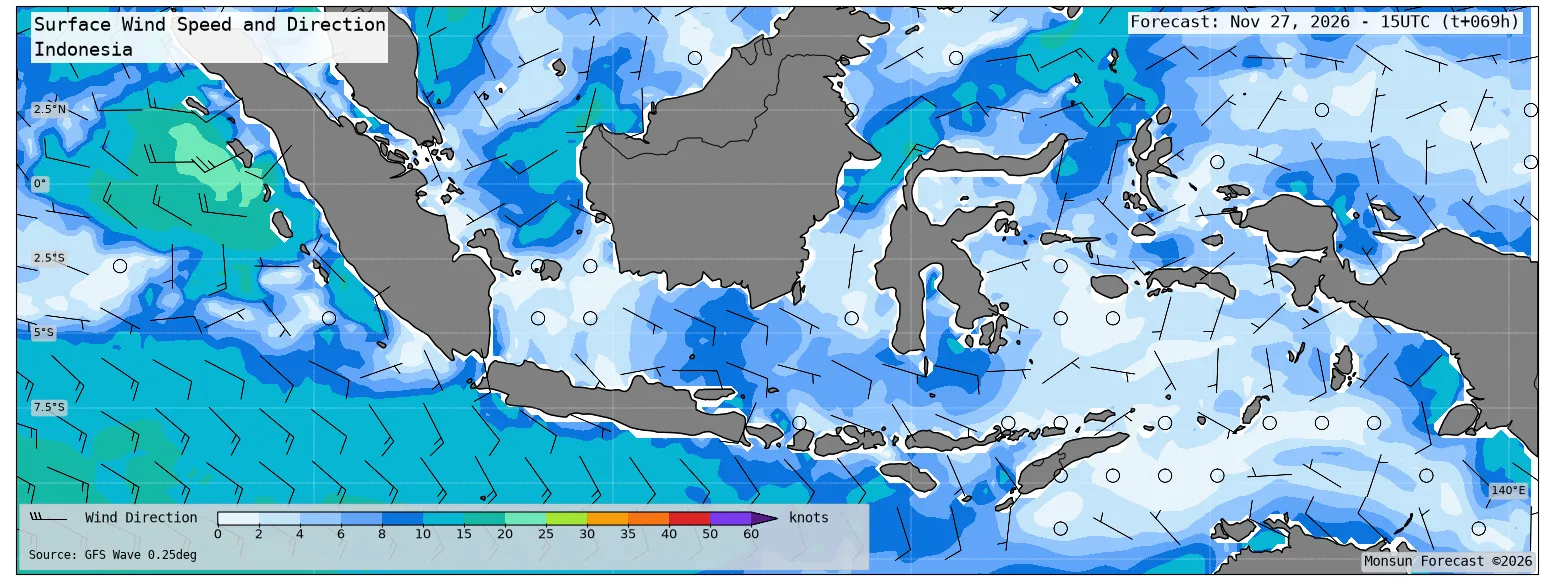 Surface Wind Speed and Direction
Indonesia
Forecast: Nov 27, 2026 - 15UTC (t+069h)
2.5°N
0°
2.5°S
5°S
7.5°S
140°E
Wind Direction
knots
0 2 4 6 8 10 15 20 25 30 35 40 50 60
Source: GFS Wave 0.25deg
Monsun Forecast ©2026